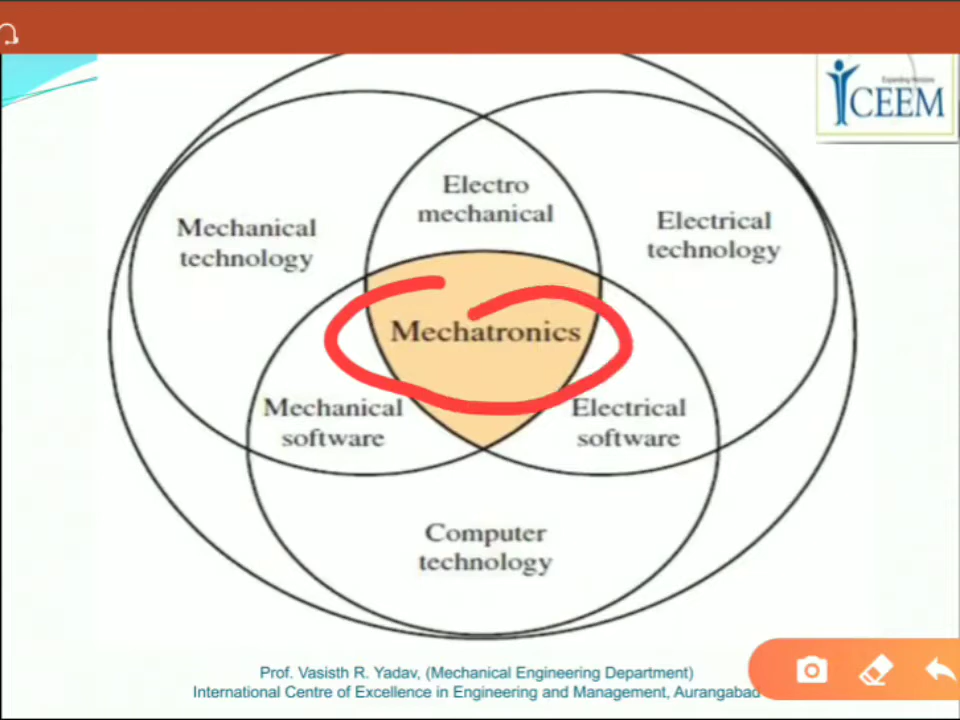 CEEM
Electro
mechanical
Mechanical
technology
Electrical
technology
Mechatronics
Mechanical
software
Electrical
software
Computer
technology
Prof. Vasisth R. Yadav, (Mechanical Engineering Department)
International Centre of Excellence in Engineering and Management, Aurangabad